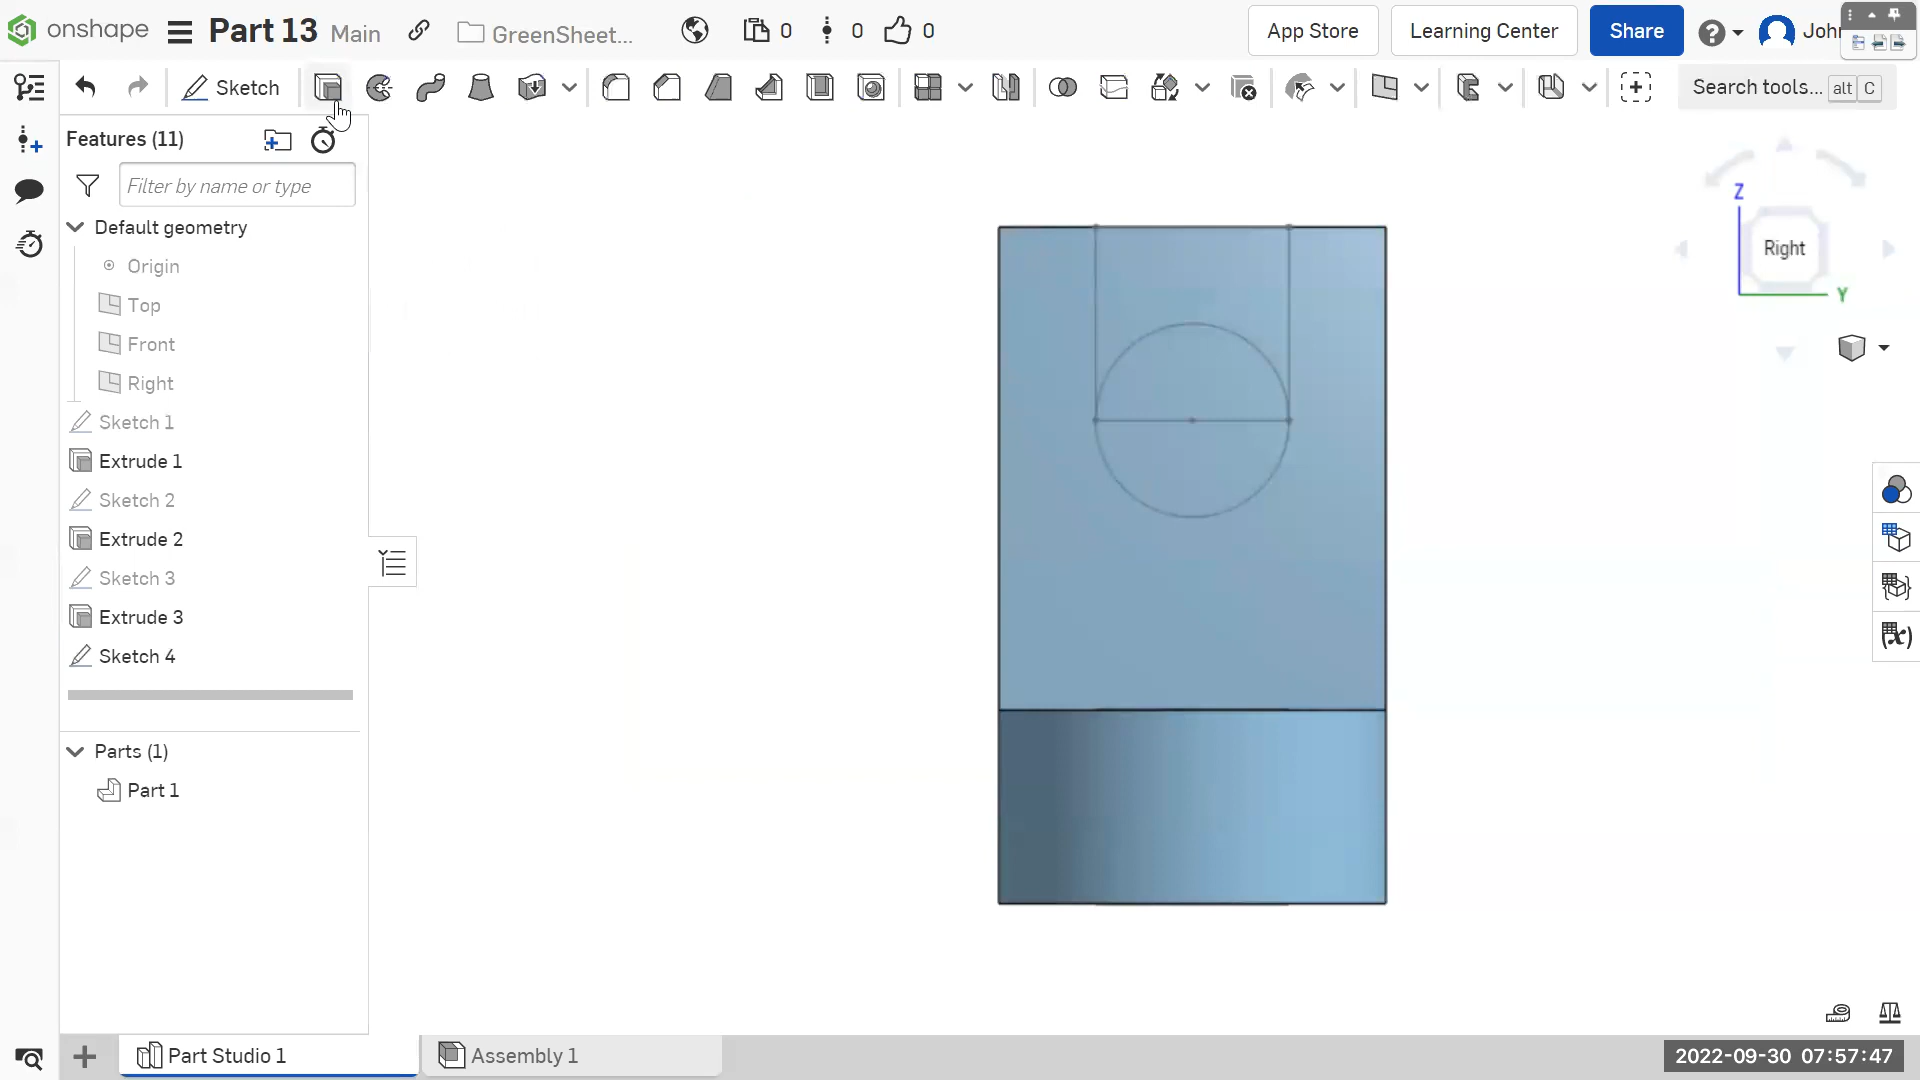 onshape Part 13 Main GreenSheet... 0 0 0 App Store Learning Center Share
Sketch Search tools... alt C
Features (11)
Filter by name or type
Default geometry
Origin
Top
Front
Right
Sketch 1
Extrude 1
Sketch 2
Extrude 2
Sketch 3
Extrude 3
Sketch 4
Parts (1)
Part 1
Z
Right
Y
(x)
Part Studio 1
Assembly 1
2022-09-30 07:57:47